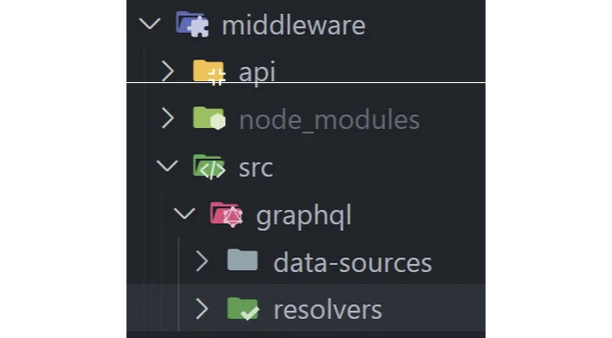 middleware
api
node_modules
src
graphql
data-sources
resolvers